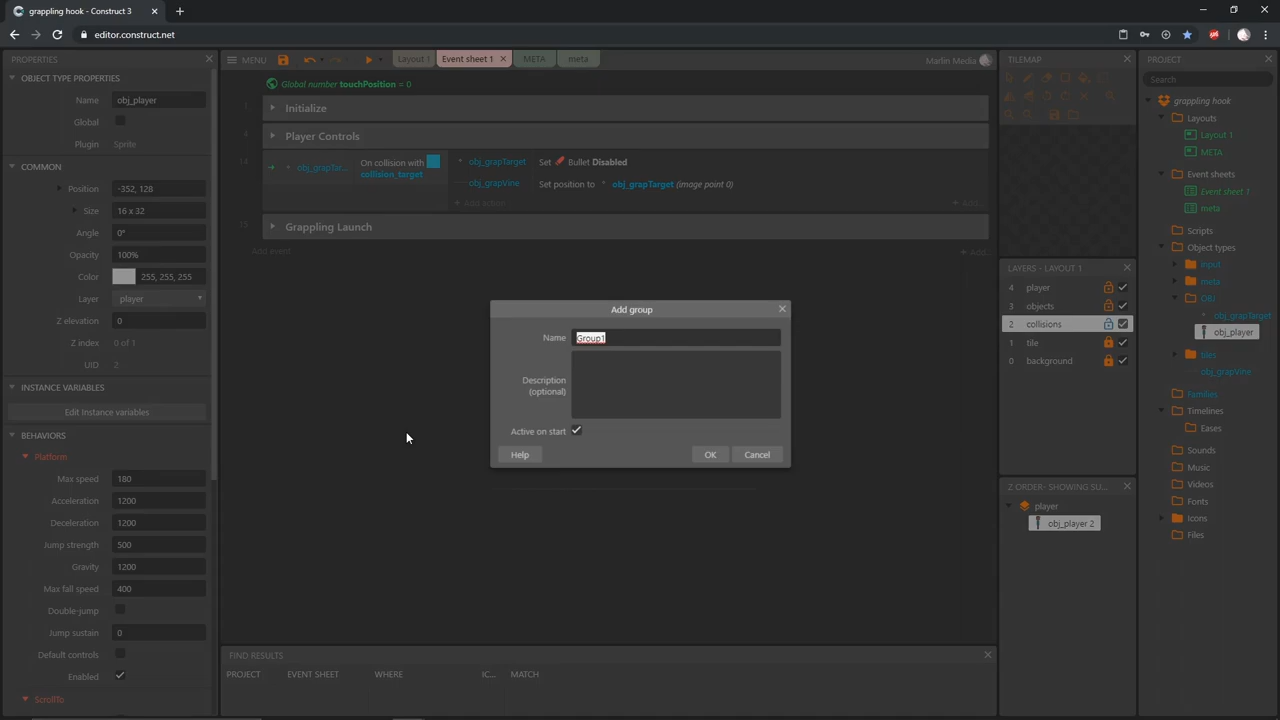 grappling hook - Construct 3
editor.construct.net
PROPERTIES
OBJECT TYPE PROPERTIES
Name obj_player
Global
Plugin Sprite
COMMON
Position -352, 128
Size 16 x 32
Angle 0°
Opacity 100%
Color 255, 255, 255
Layer player
Z elevation 0
Z index 0 of 1
UID 2
INSTANCE VARIABLES
Edit Instance variables
BEHAVIORS
Platform
Max speed 180
Acceleration 1200
Deceleration 1200
Jump strength 500
Gravity 1200
Max fall speed 400
Double-jump
Jump sustain 0
Default controls
Enabled
ScrollTo
MENU
Layout 1
Event sheet 1
META
meta
Marlin Media
Global number touchPosition = 0
Initialize
Player Controls
obj_grapTar... On collision with collision_target
obj_grapTarget Set Bullet Disabled
obj_grapVine Set position to obj_grapTarget (image point 0)
Add action
Add...
Grappling Launch
Add event
Add...
Add group
Name Group1
Description
(optional)
Active on start
Help OK Cancel
FIND RESULTS
PROJECT EVENT SHEET WHERE IC... MATCH
TILEMAP
LAYERS - LAYOUT 1
4 player
3 objects
2 collisions
1 tile
0 background
Z ORDER- SHOWING SU...
player
obj_player 2
PROJECT
Search
grappling hook
Layouts
Layout 1
META
Event sheets
Event sheet 1
meta
Scripts
Object types
input
meta
OBJ
obj_grapTarget
obj_player
tiles
obj_grapVine
Families
Timelines
Eases
Sounds
Music
Videos
Fonts
Icons
Files